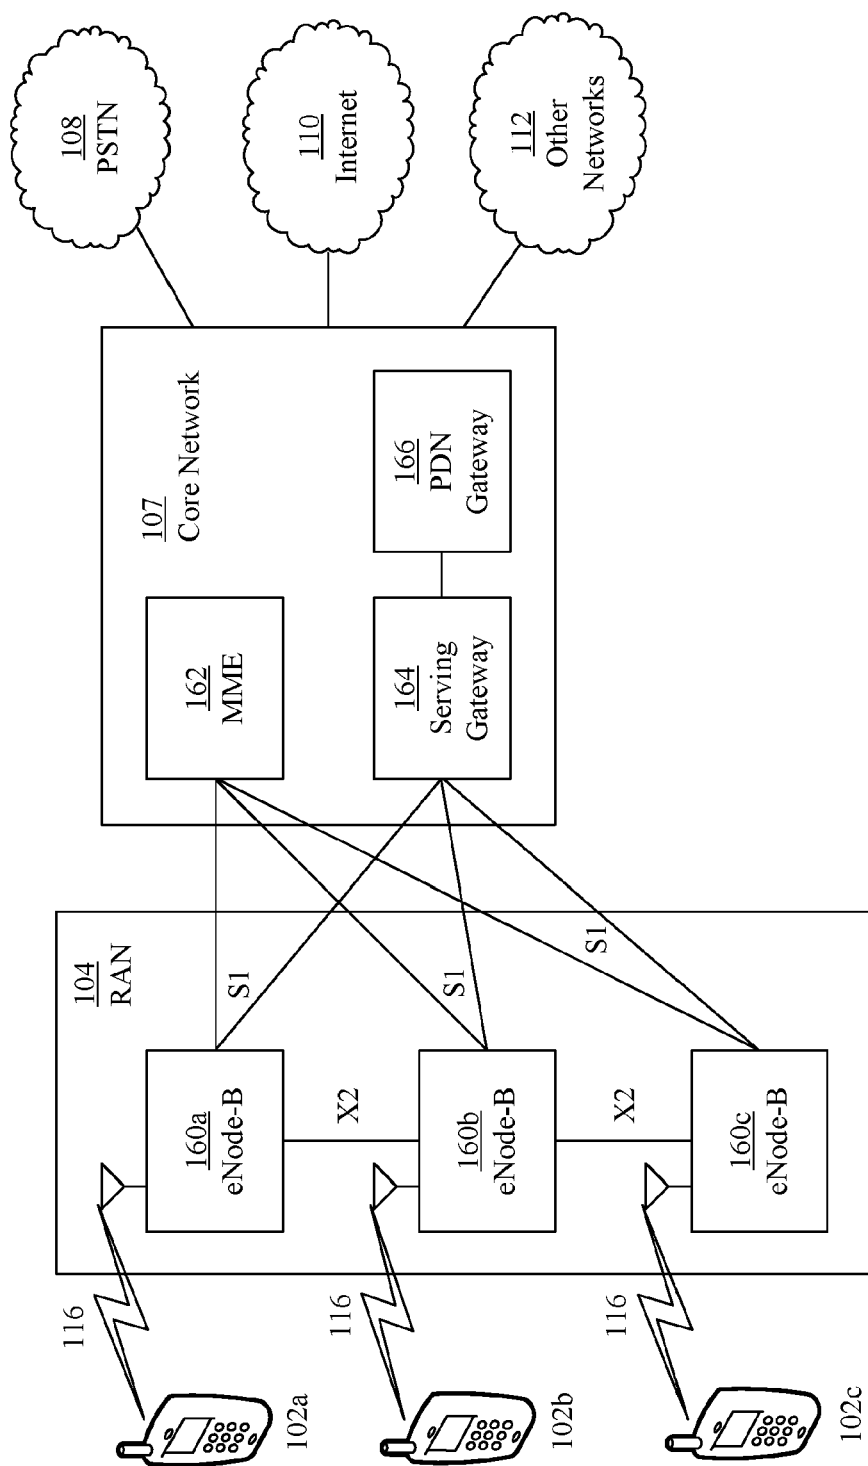 108
PSTN
110
Internet
112
Other
Networks
107
Core Network
162
MME
164
Serving
Gateway
166
PDN
Gateway
104
RAN
S1
S1
S1
160a
eNode-B
X2
160b
eNode-B
X2
160c
eNode-B
116
116
116
102a
102b
102c